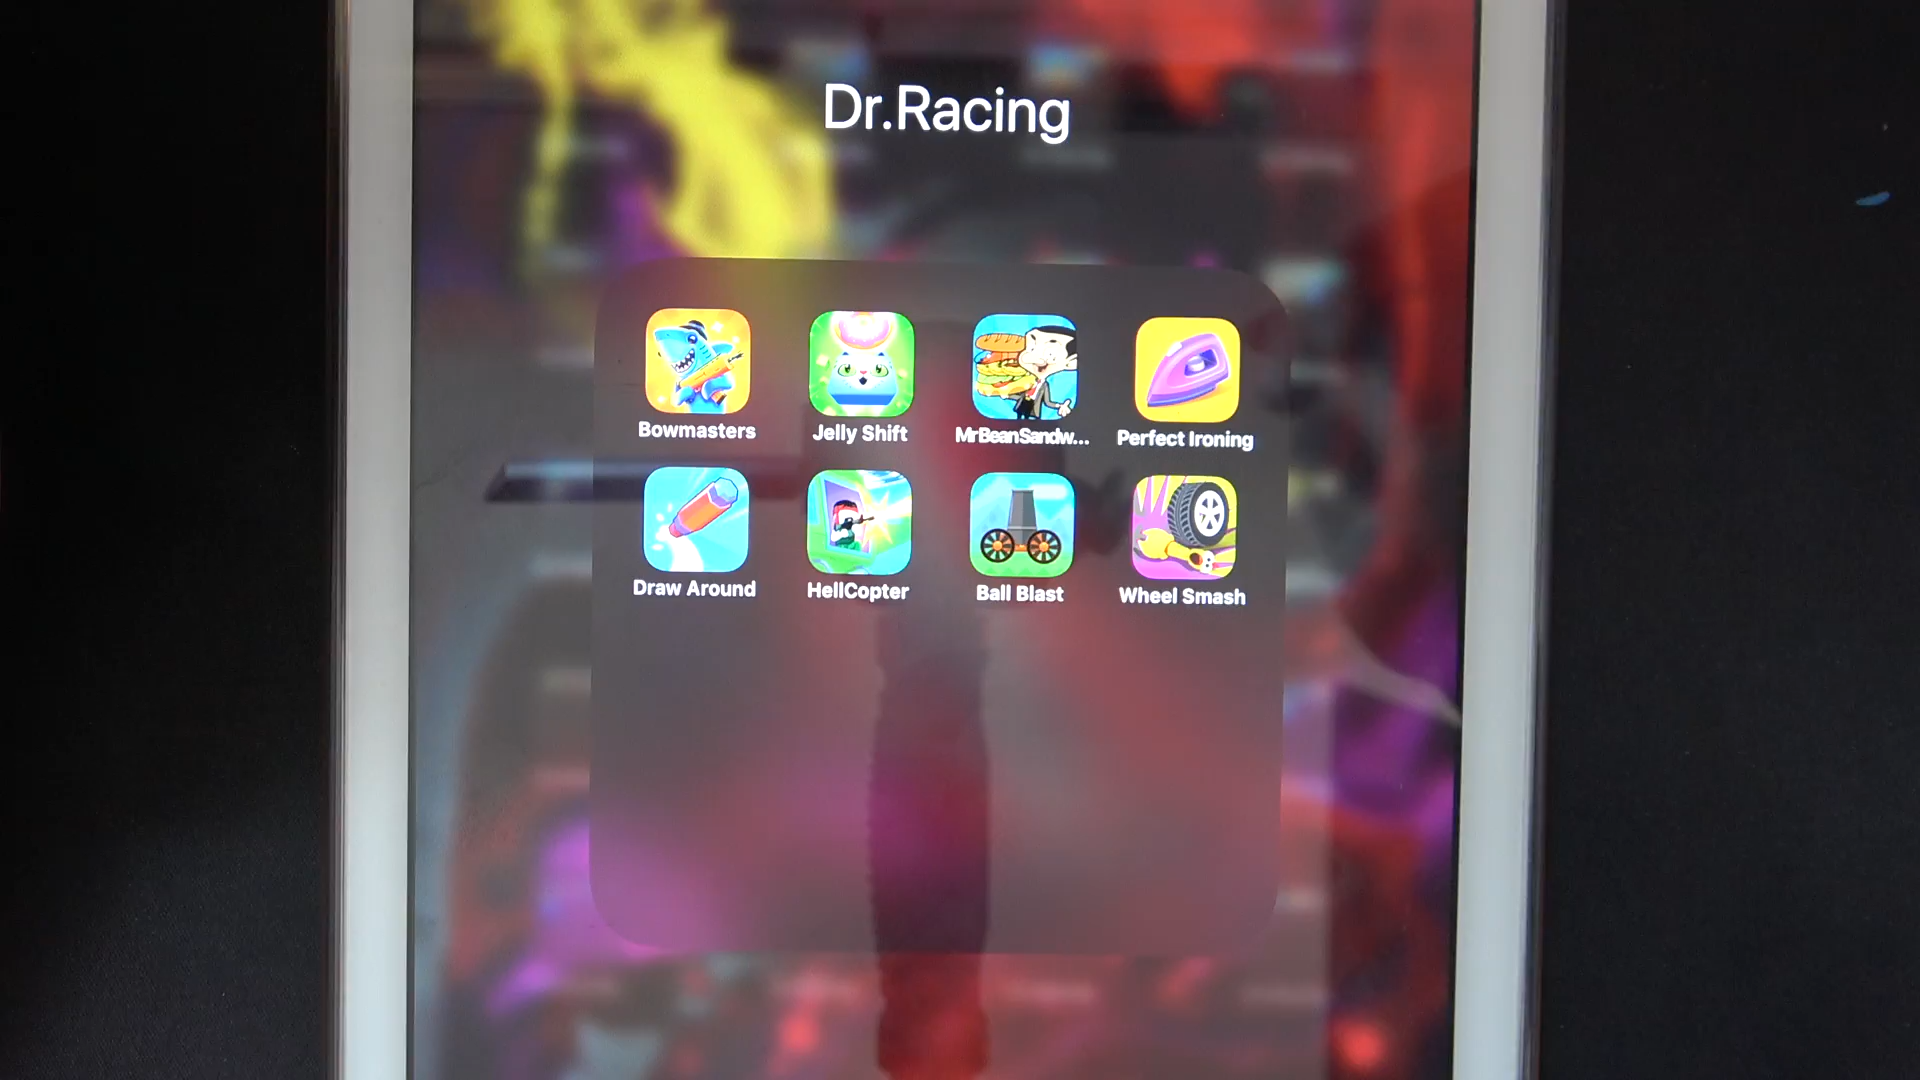 Dr.Racing
Bowmasters
Jelly Shift
MrBeanSandw...
Perfect Ironing
Draw Around
HellCopter
Ball Blast
Wheel Smash